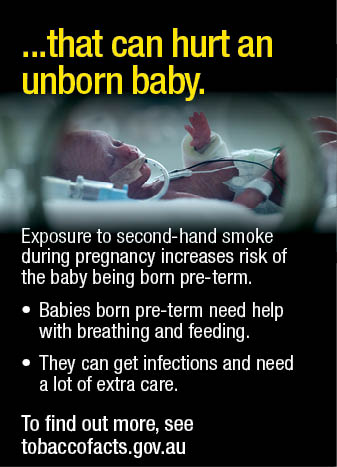 ...that can hurt an
unborn baby.
Exposure to second-hand smoke
during pregnancy increases risk of
the baby being born pre-term.
• Babies born pre-term need help
with breathing and feeding.
• They can get infections and need
a lot of extra care.
To find out more, see
tobaccofacts.gov.au